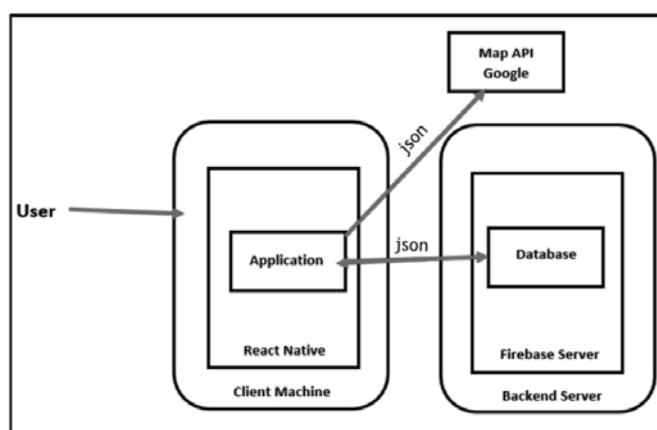 Map API
Google
json
User
json
Application
Database
React Native
Firebase Server
Client Machine
Backend Server